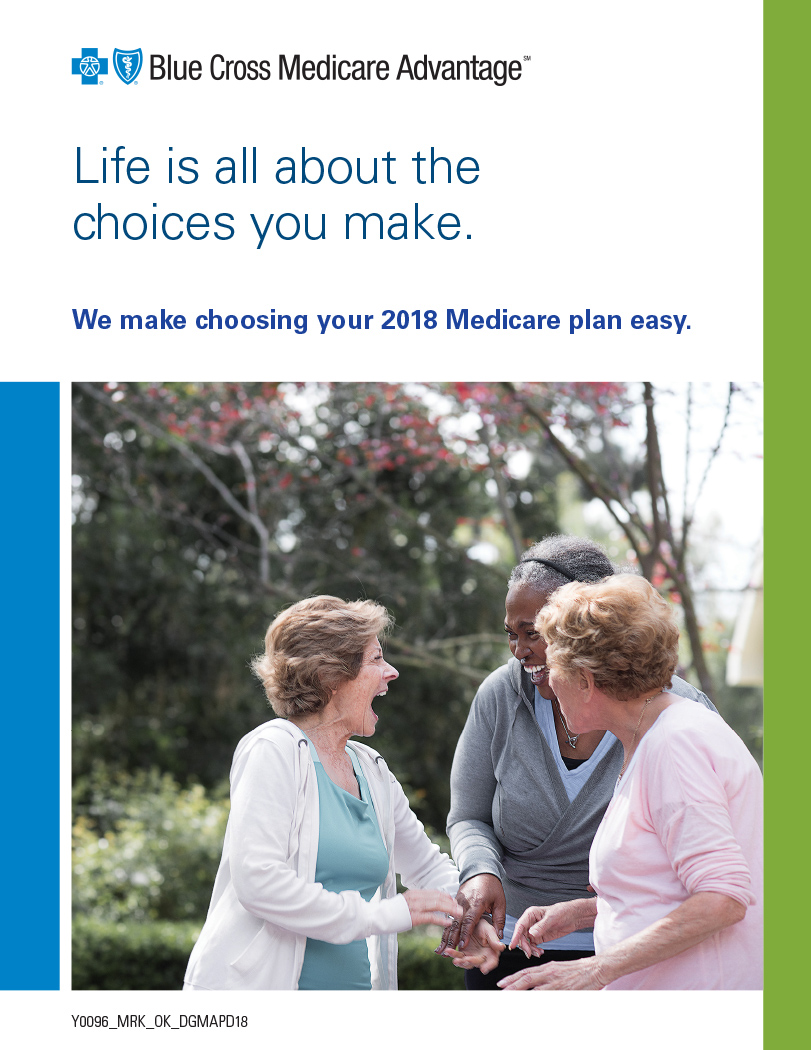 Blue Cross Medicare Advantage℠
Life is all about the
choices you make.
We make choosing your 2018 Medicare plan easy.
Y0096_MRK_OK_DGMAPD18